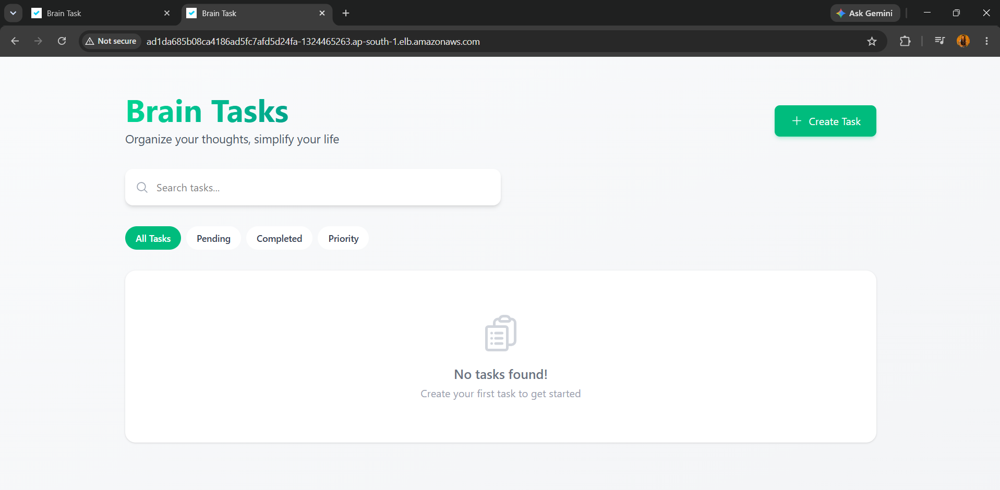 Brain Task
Brain Task
Ask Gemini
Not secure
ad1da685b08ca4186ad5fc7afd5d24fa-1324465263.ap-south-1.elb.amazonaws.com
Brain Tasks
Create Task
Organize your thoughts, simplify your life
Search tasks...
All Tasks Pending Completed Priority
No tasks found!
Create your first task to get started